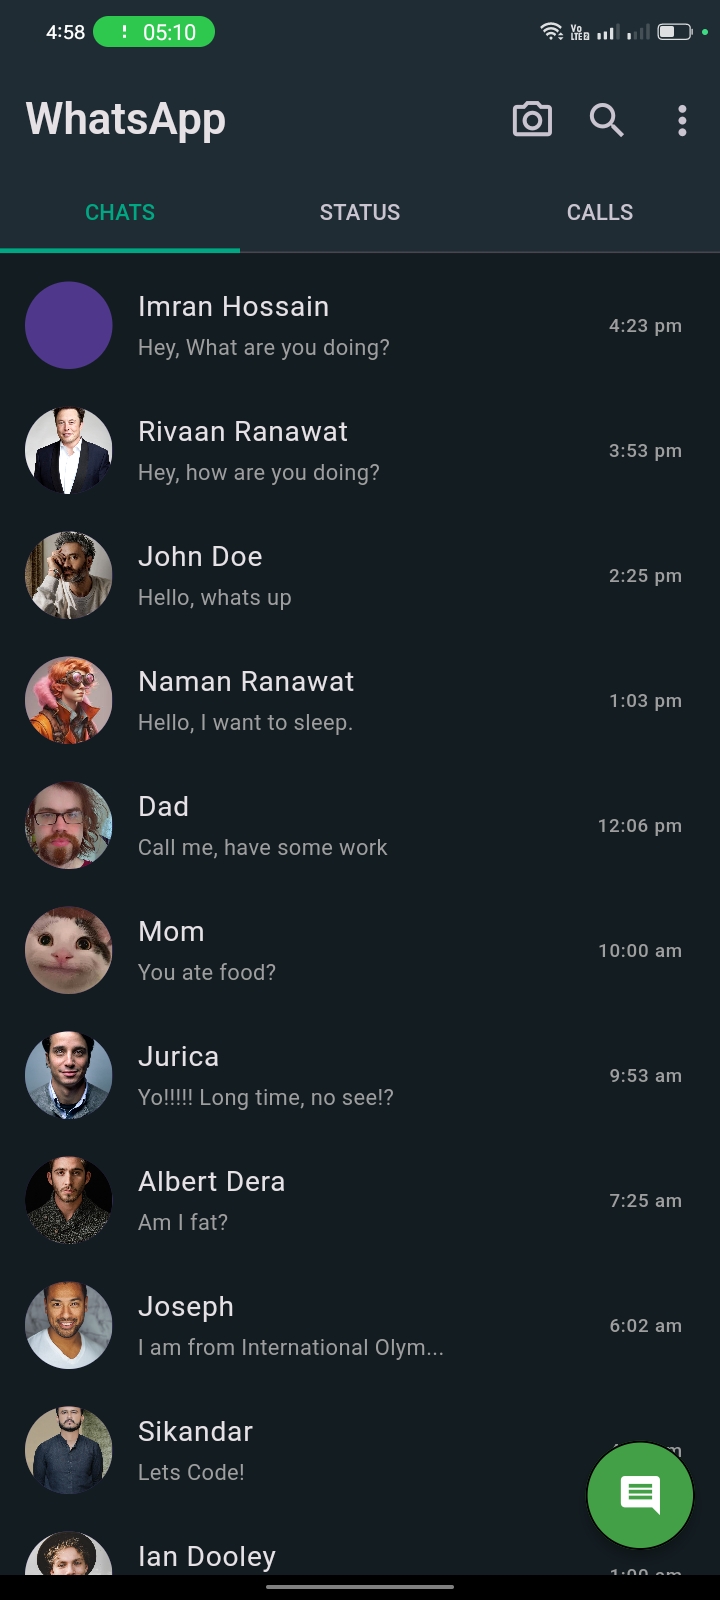 4:58 ! 05:10 Vo LTE2
WhatsApp
CHATS STATUS CALLS
Imran Hossain
Hey, What are you doing?
4:23 pm
Rivaan Ranawat
Hey, how are you doing?
3:53 pm
John Doe
Hello, whats up
2:25 pm
Naman Ranawat
Hello, I want to sleep.
1:03 pm
Dad
Call me, have some work
12:06 pm
Mom
You ate food?
10:00 am
Jurica
Yo!!!!! Long time, no see!?
9:53 am
Albert Dera
Am I fat?
7:25 am
Joseph
I am from International Olym...
6:02 am
Sikandar
Lets Code!
Ian Dooley